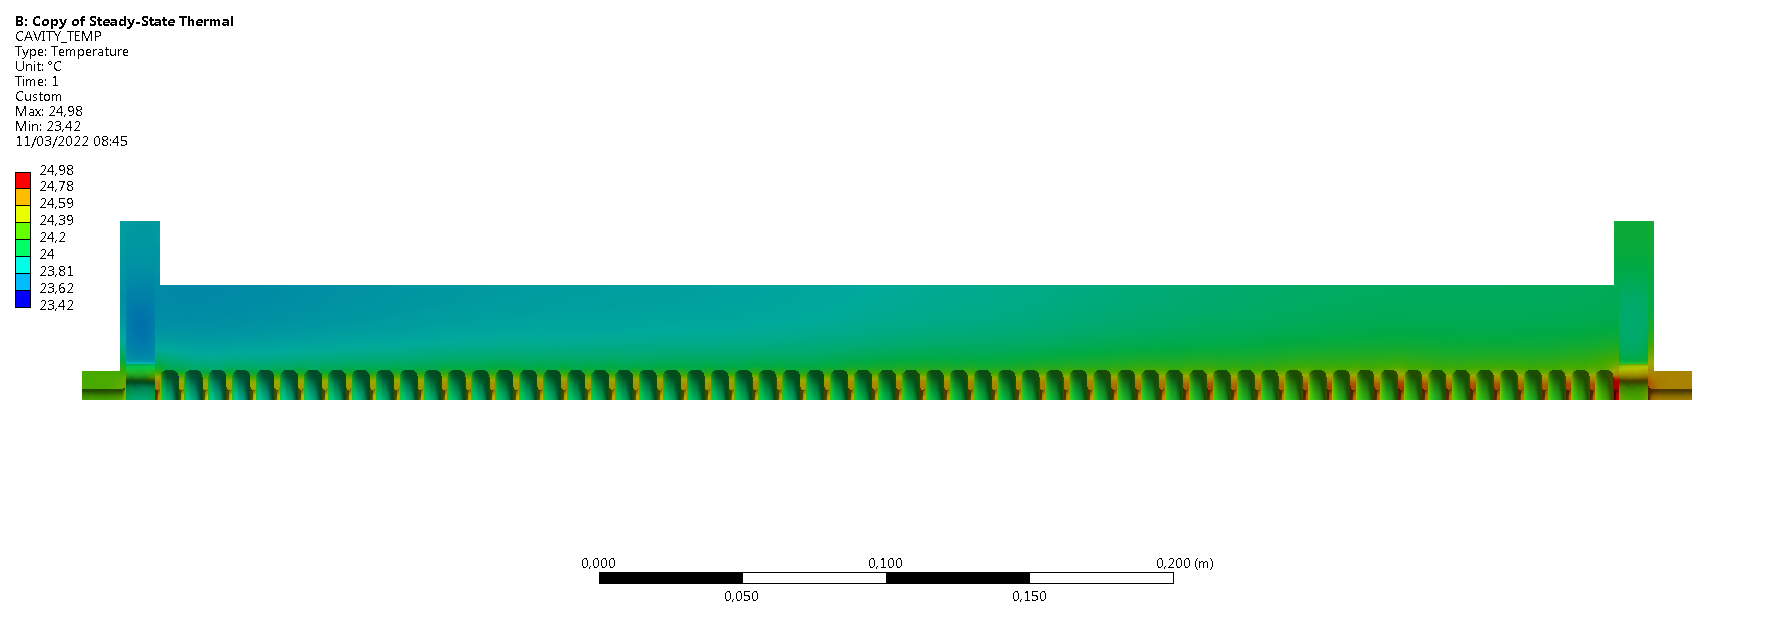 B: Copy of Steady-State Thermal
CAVITY_TEMP
Type: Temperature
Unit: °C
Time: 1
Custom
Max: 24,98
Min: 23,42
11/03/2022 08:45
24,98
24,78
24,59
24,39
24,2
24
23,81
23,62
23,42
0,000
0,100
0,200 (m)
0,050
0,150